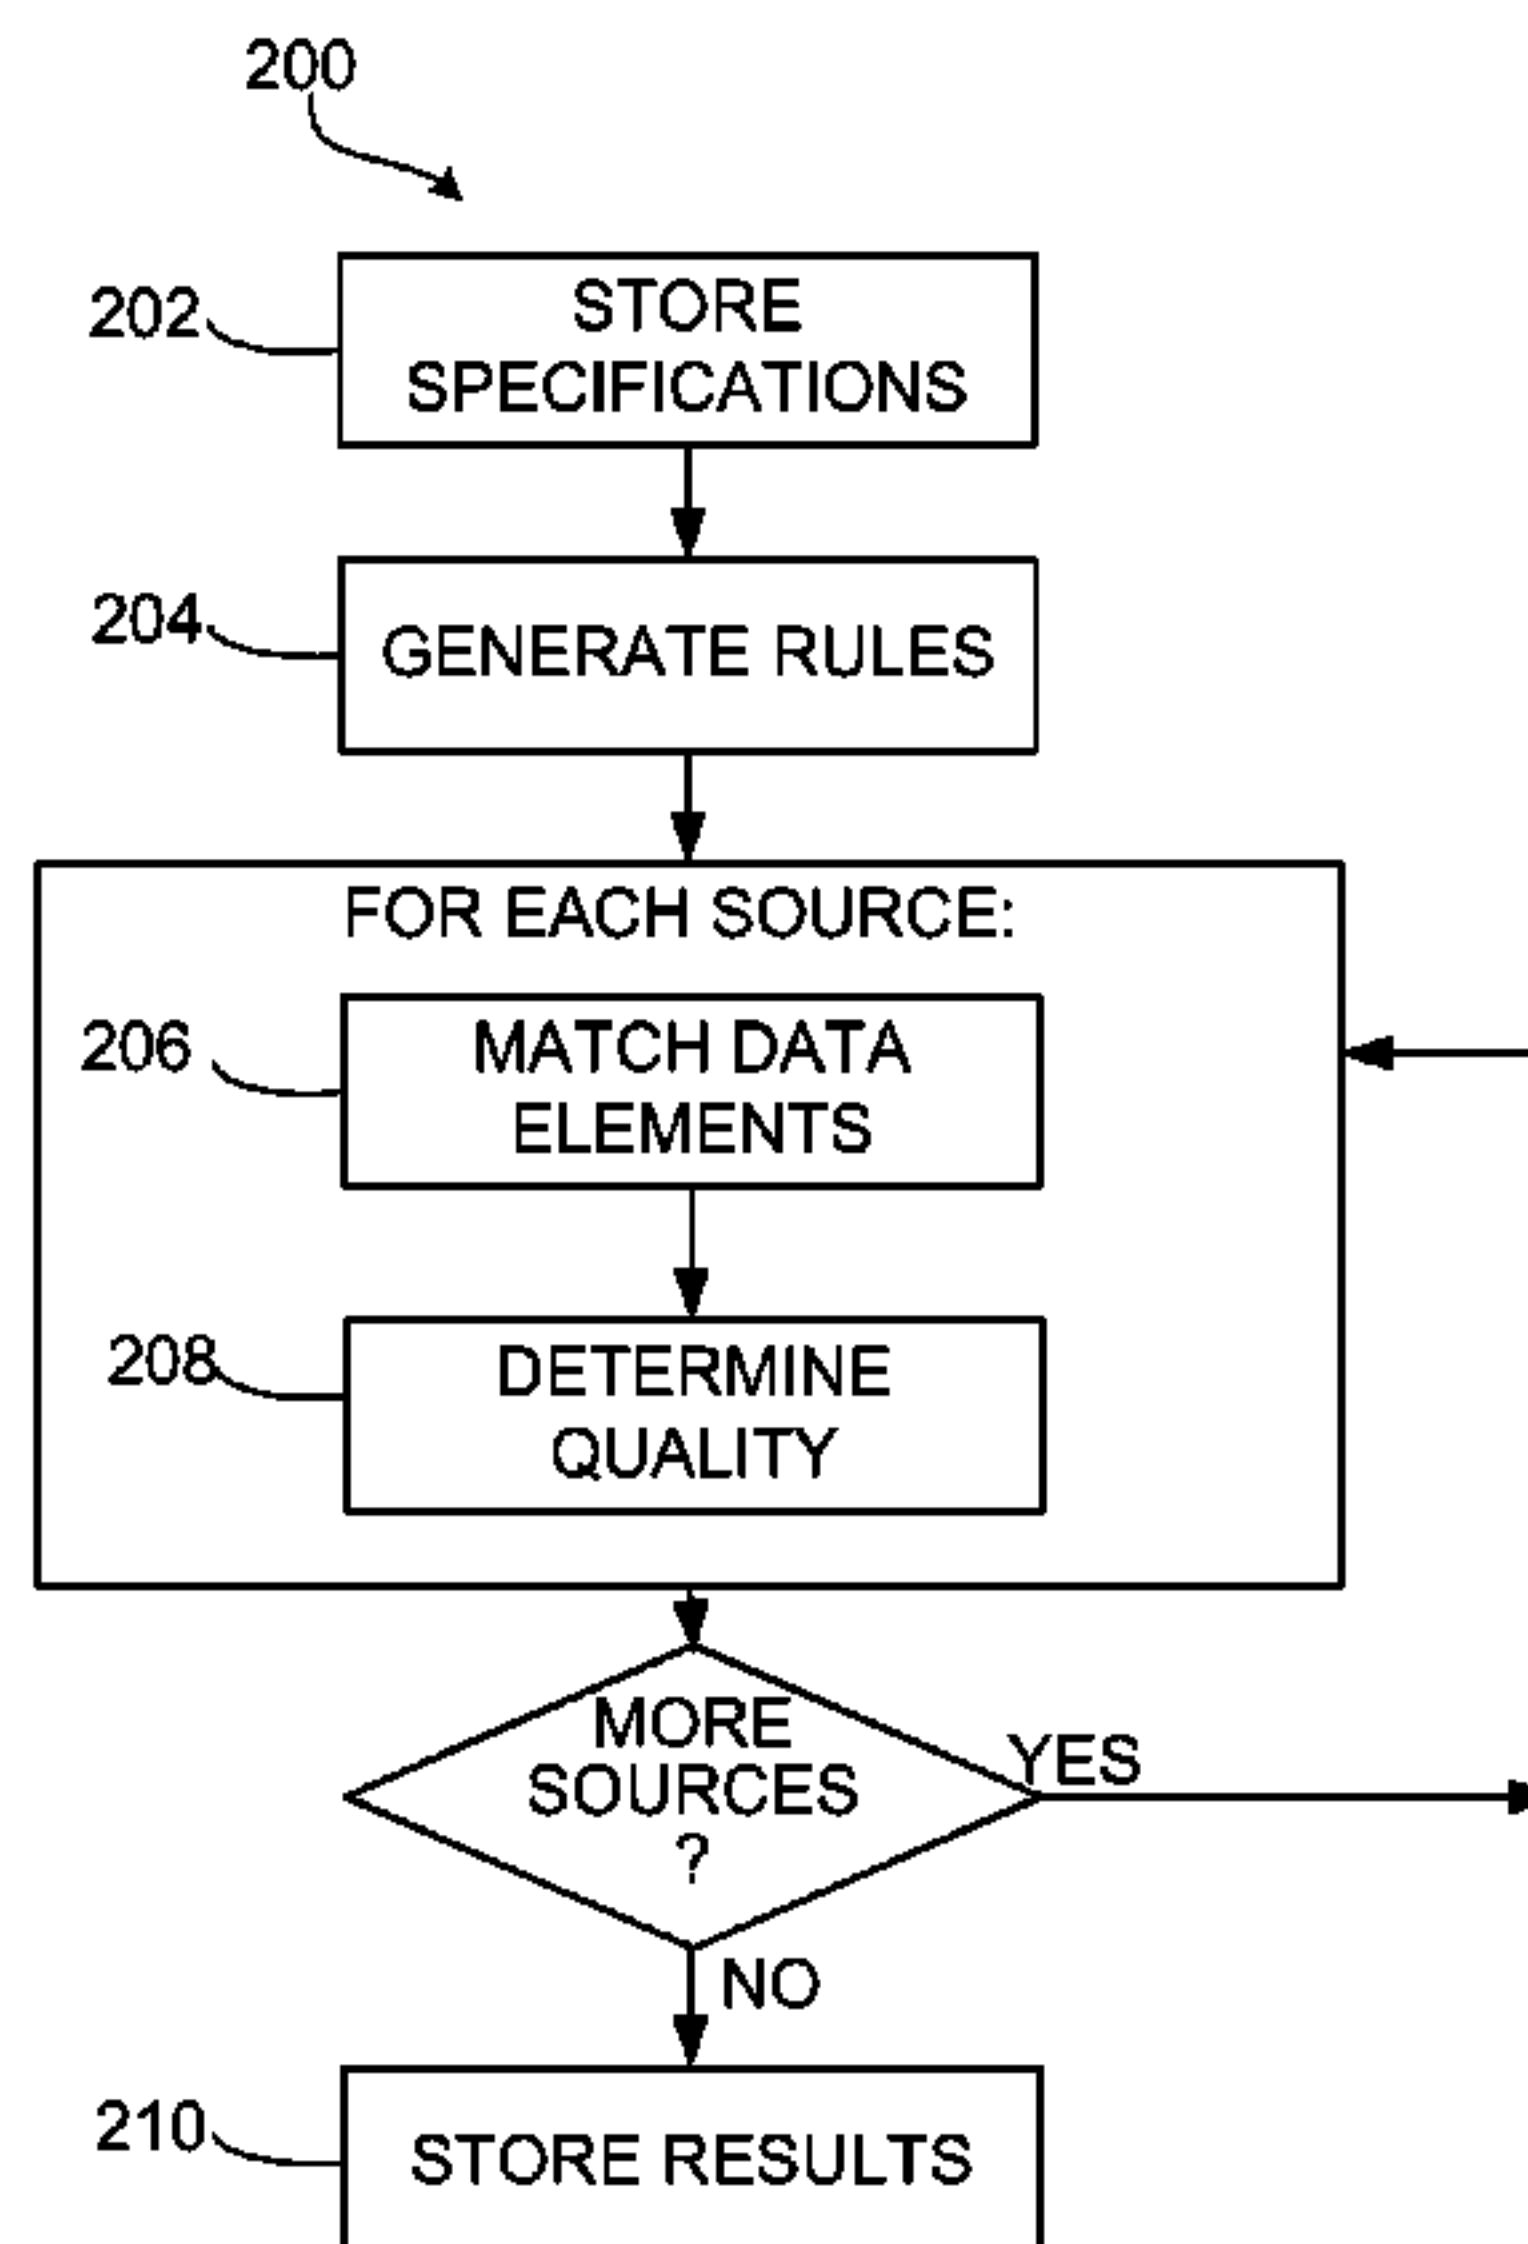 200
202
STORE
SPECIFICATIONS
204
GENERATE RULES
FOR EACH SOURCE:
206
MATCH DATA
ELEMENTS
208
DETERMINE
QUALITY
MORE
SOURCES
?
YES
NO
210
STORE RESULTS